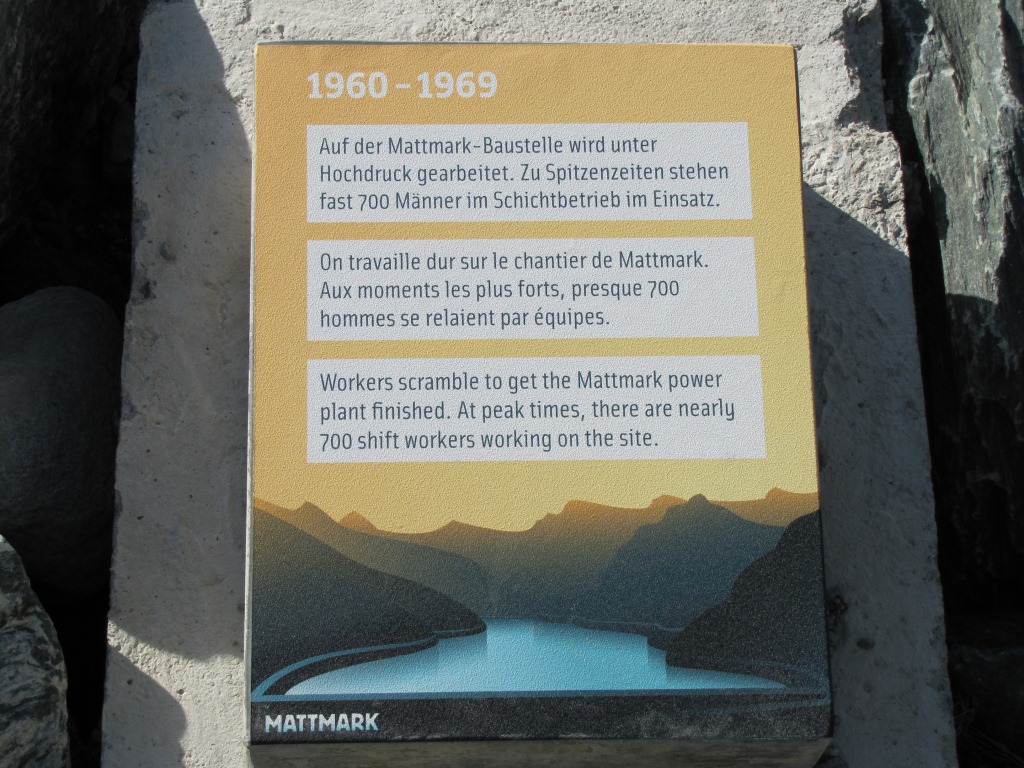 1960 – 1969
Auf der Mattmark-Baustelle wird unter
Hochdruck gearbeitet. Zu Spitzenzeiten stehen
fast 700 Männer im Schichtbetrieb im Einsatz.
On travaille dur sur le chantier de Mattmark.
Aux moments les plus forts, presque 700
hommes se relaient par équipes.
Workers scramble to get the Mattmark power
plant finished. At peak times, there are nearly
700 shift workers working on the site.
MATTMARK